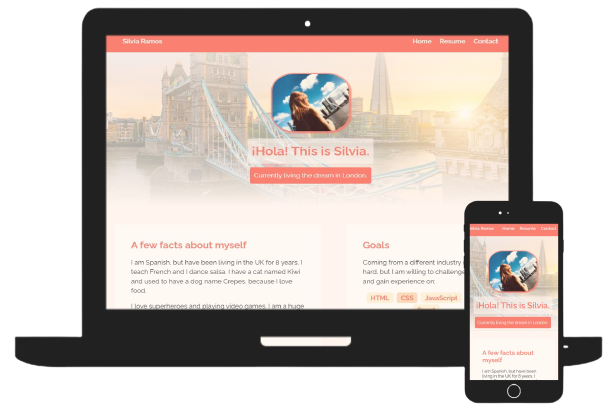 Silvia Ramos Home Resume Contact
¡Hola! This is Silvia.
Currently living the dream in London.
A few facts about myself
I am Spanish, but have been living in the UK for 8 years. I
teach French and I dance salsa. I have a cat named Kiwi
and used to have a dog name Crepes, because I love
food.
I love superheroes and playing video games. I am a huge
Goals
Coming from a different industry
hard, but I am willing to challenge
and gain experience on:
HTML CSS JavaScript
Silvia Ramos Home Resume Contact
¡Hola! This is Silvia.
Currently living the dream in London.
A few facts about
myself
I am Spanish, but have been
living in the UK for 8 years. I